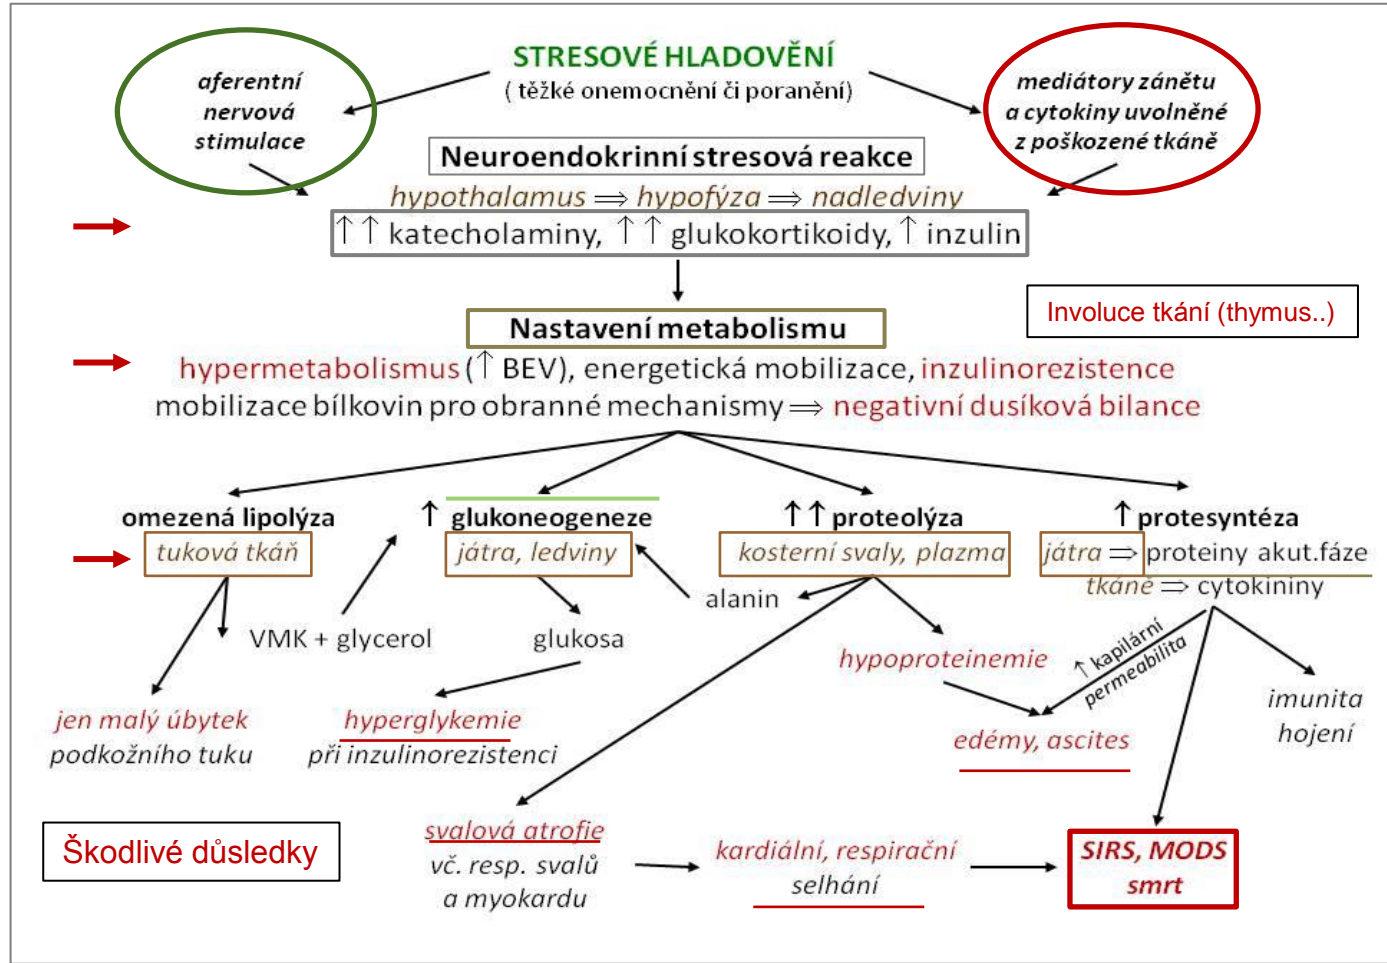 STRESOVÉ HLADOVĚNÍ
( těžké onemocnění či poranění)
aferentní
nervová
stimulace
mediátory zánětu
a cytokiny uvolněné
z poškozené tkáně
Neuroendokrinní stresová reakce
hypothalamus ⟹ hypofýza ⟹ nadledviny
↑↑ katecholaminy, ↑↑ glukokortikoidy, ↑ inzulin
Involuce tkání (thymus..)
Nastavení metabolismu
hypermetabolismus (↑ BEV), energetická mobilizace, inzulinorezistence
mobilizace bílkovin pro obranné mechanismy ⟹ negativní dusíková bilance
omezená lipolýza
tuková tkáň
↑ glukoneogeneze
játra, ledviny
↑↑ proteolýza
kosterní svaly, plazma
↑ protesyntéza
játra ⟹ proteiny akut.fáze
tkáně ⟹ cytokininy
VMK + glycerol
glukosa
alanin
hypoproteinemie
↑ kapilární
permeabilita
imunita
hojení
jen malý úbytek
podkožního tuku
hyperglykemie
při inzulinorezistenci
edémy, ascites
Škodlivé důsledky
svalová atrofie
vč. resp. svalů
a myokardu
kardiální, respirační
selhání
SIRS, MODS
smrt